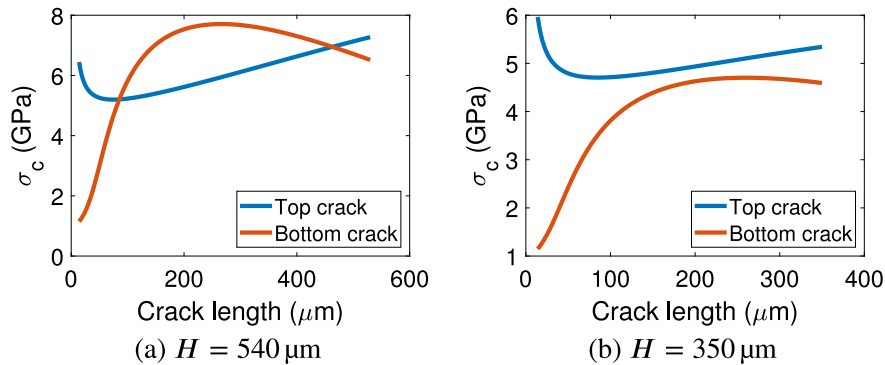 8
6
4
2
0
σc (GPa)
0
200
400
600
Crack length (μm)
Top crack
Bottom crack
(a) H = 540 μm
6
5
4
3
2
1
σc (GPa)
0
100
200
300
400
Crack length (μm)
Top crack
Bottom crack
(b) H = 350 μm